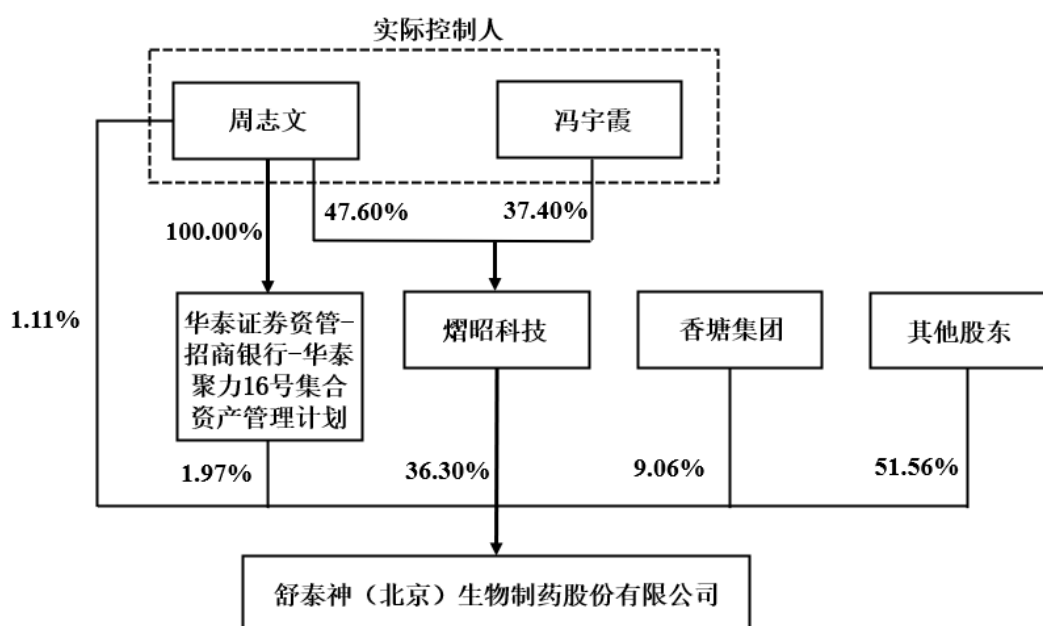 实际控制人
周志文
冯宇霞
47.60%
37.40%
100.00%
1.11%
华泰证券资管-
招商银行-华泰
聚力16号集合
资产管理计划
熠昭科技
香塘集团
其他股东
1.97%
36.30%
9.06%
51.56%
舒泰神（北京）生物制药股份有限公司